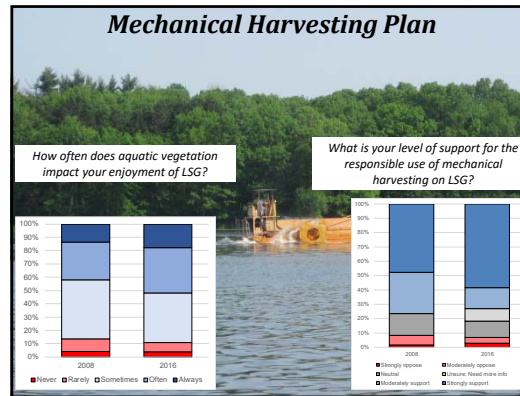 Mechanical Harvesting Plan
How often does aquatic vegetation
impact your enjoyment of LSG?
100%
90%
80%
70%
60%
50%
40%
30%
20%
10%
0%
2008 2016
Never Rarely Sometimes Often Always
What is your level of support for the
responsible use of mechanical
harvesting on LSG?
100%
90%
80%
70%
60%
50%
40%
30%
20%
10%
0%
2008 2016
Strongly oppose Moderately oppose
Neutral Unsure: Need more info
Moderately support Strongly support